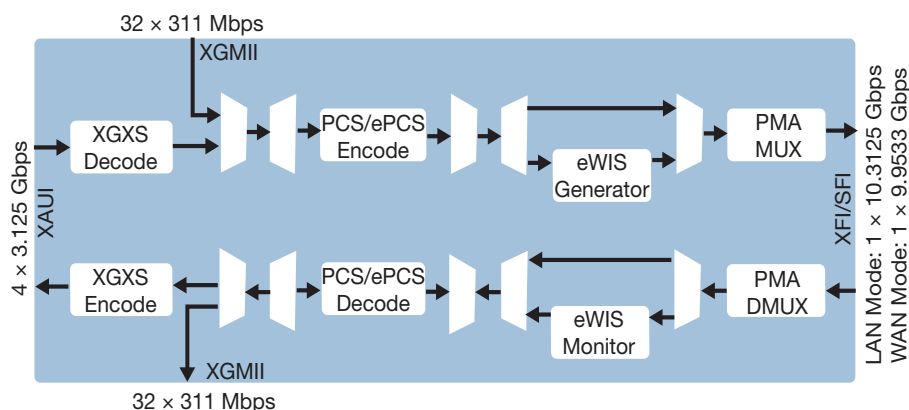 32 × 311 Mbps
XGMII
XGXS
Decode
PCS/ePCS
Encode
eWIS
Generator
PMA
MUX
4 × 3.125 Gbps
XAUI
XFI/SFI
LAN Mode: 1 × 10.3125 Gbps
WAN Mode: 1 × 9.9533 Gbps
XGXS
Encode
PCS/ePCS
Decode
eWIS
Monitor
PMA
DMUX
XGMII
32 × 311 Mbps